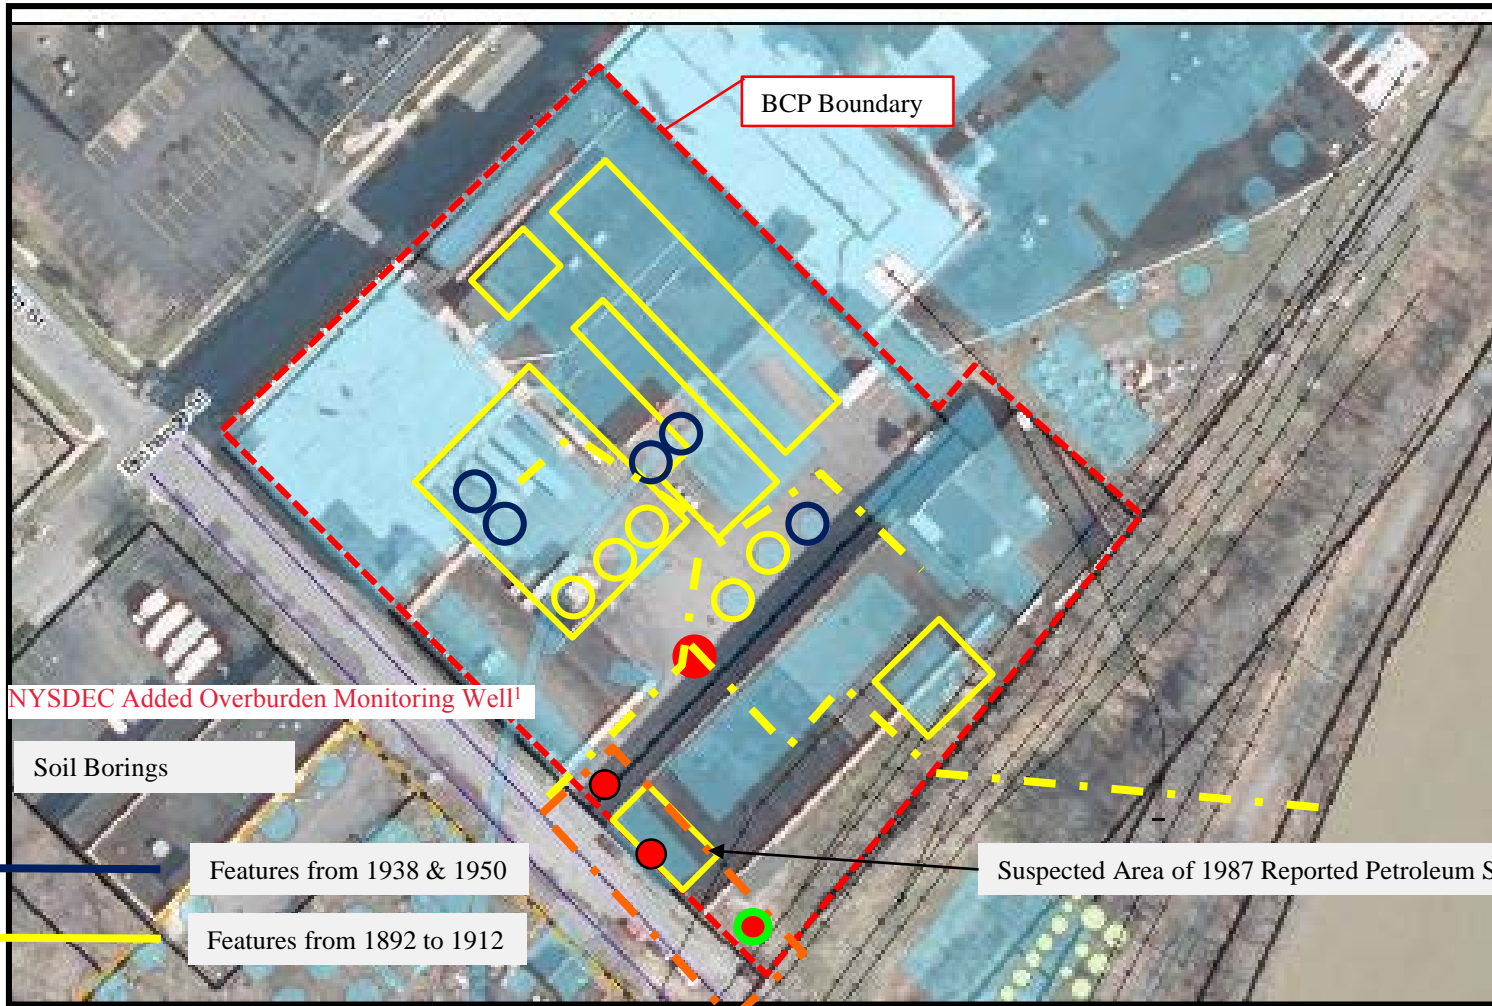 BCP Boundary
NYSDEC Added Overburden Monitoring Well¹
Soil Borings
Features from 1938 & 1950
Suspected Area of 1987 Reported Petroleum S
Features from 1892 to 1912